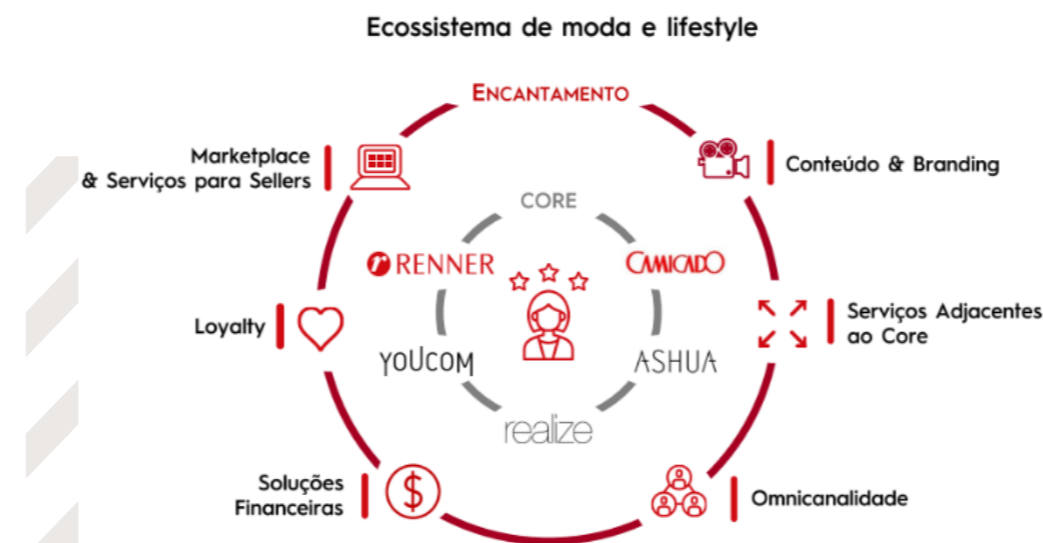 Ecossistema de moda e lifestyle
ENCANTAMENTO
Marketplace
& Serviços para Sellers
Conteúdo & Branding
CORE
RENNER
CAMICADO
Loyalty
Serviços Adjacentes
ao Core
YOUCOM
ASHUA
realize
Soluções
Financeiras
$
Omnicanalidade